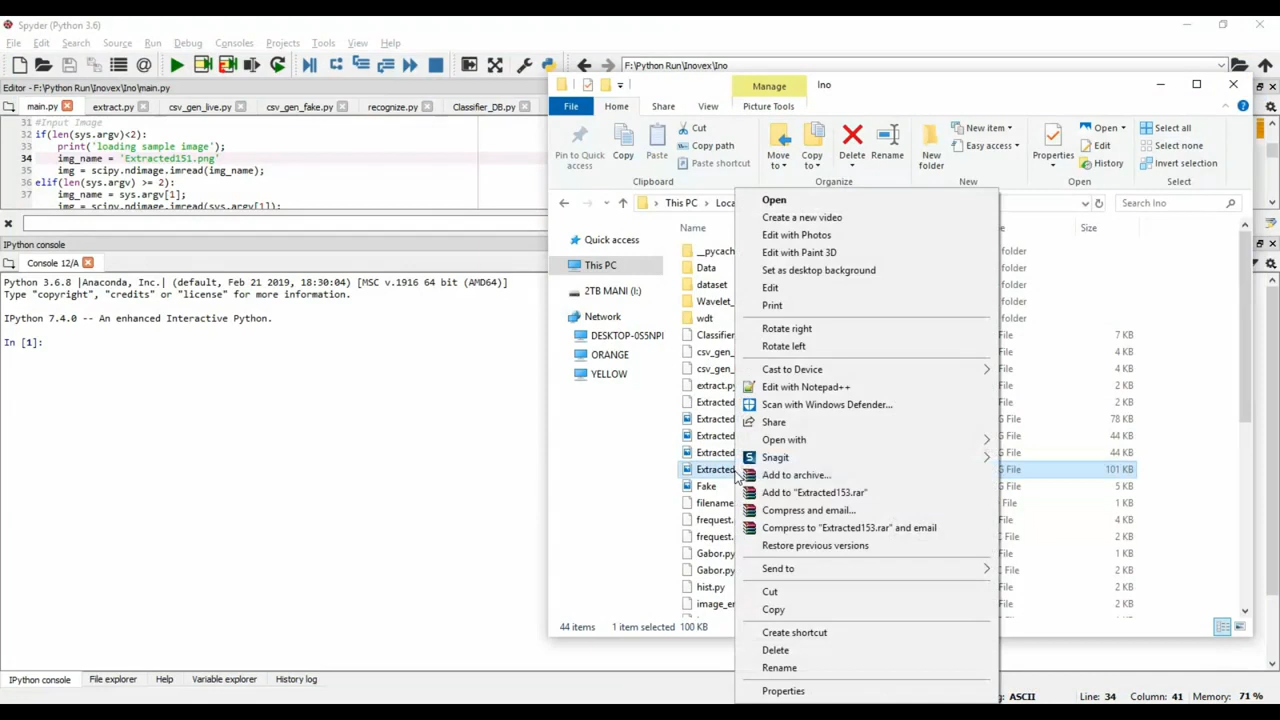 Spyder (Python 3.6)
File Edit Search Source Run Debug Consoles Projects Tools View Help
F:\Python Run\Inovex\Ino
Editor - F:\Python Run\Inovex\Ino\main.py
main.py extract.py csv_gen_live.py csv_gen_fake.py recognize.py Classifier_DB.py
31 #Input Image
32 if(len(sys.argv)<2):
33 print('loading sample image');
34 img_name = 'Extracted151.png'
35 img = scipy.ndimage.imread(img_name);
36 elif(len(sys.argv) >= 2):
37 img_name = sys.argv[1];
img = scipy.ndimage.imread(sys.argv[1]);
IPython console
Console 12/A
Python 3.6.8 |Anaconda, Inc.| (default, Feb 21 2019, 18:30:04) [MSC v.1916 64 bit (AMD64)]
Type "copyright", "credits" or "license" for more information.
IPython 7.4.0 -- An enhanced Interactive Python.
In [1]:
Manage Ino
File Home Share View Picture Tools
Pin to Quick access
Copy
Paste
Cut
Copy path
Paste shortcut
Clipboard
Move to
Copy to
Delete
Rename
Organize
New folder
New item
Easy access
New
Properties
Open
Edit
History
Open
Select all
Select none
Invert selection
Select
This PC Loca
Search Ino
Name Size
Quick access
This PC
2TB MANI (I:)
Network
DESKTOP-0S5NPI
ORANGE
YELLOW
__pycach folder
Data folder
dataset folder
Wavelet_ folder
wdt folder
Classifier File 7 KB
csv_gen_ File 4 KB
csv_gen_ File 4 KB
extract.py File 2 KB
Extracted File 2 KB
Extracted G File 78 KB
Extracted G File 44 KB
Extracted G File 44 KB
Extracted G File 101 KB
Fake G File 5 KB
filename File 1 KB
frequest. File 1 KB
frequest. C File 2 KB
Gabor.py File 1 KB
Gabor.py C File 2 KB
hist.py File 1 KB
image_en File 1 KB
44 items 1 item selected 100 KB
Open
Create a new video
Edit with Photos
Edit with Paint 3D
Set as desktop background
Edit
Print
Rotate right
Rotate left
Cast to Device
Edit with Notepad++
Scan with Windows Defender...
Share
Open with
Snagit
Add to archive...
Add to "Extracted153.rar"
Compress and email...
Compress to "Extracted153.rar" and email
Restore previous versions
Send to
Cut
Copy
Create shortcut
Delete
Rename
Properties
IPython console File explorer Help Variable explorer History log
ASCII Line: 34 Column: 41 Memory: 71 %